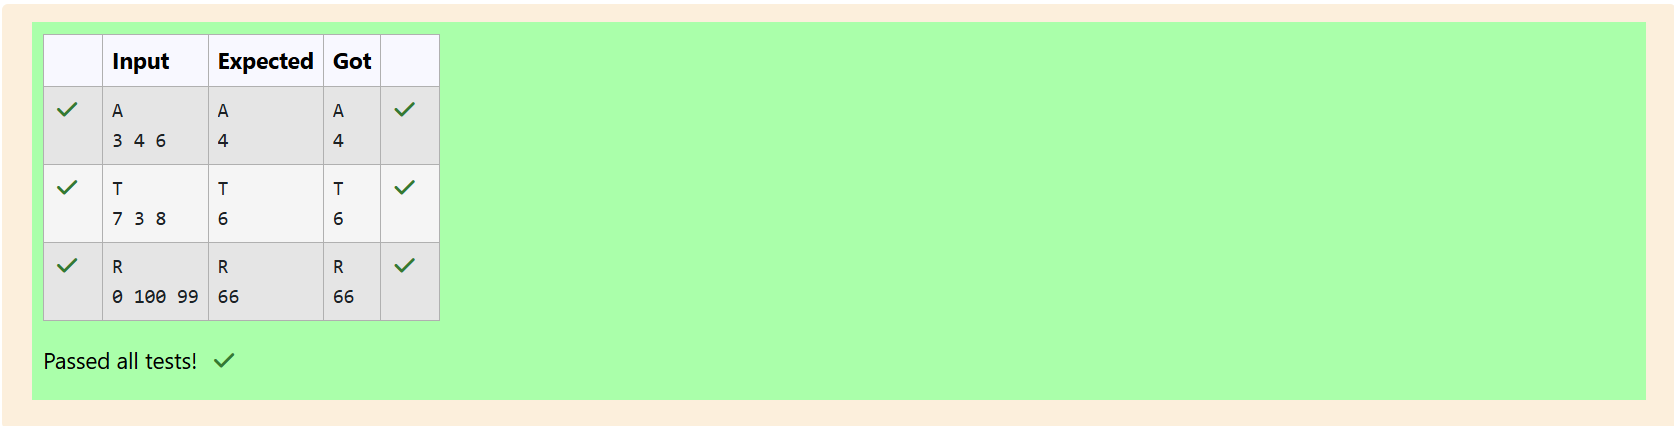 Input Expected Got
A A A
3 4 6 4 4
T T T
7 3 8 6 6
R R R
0 100 99 66 66
Passed all tests!